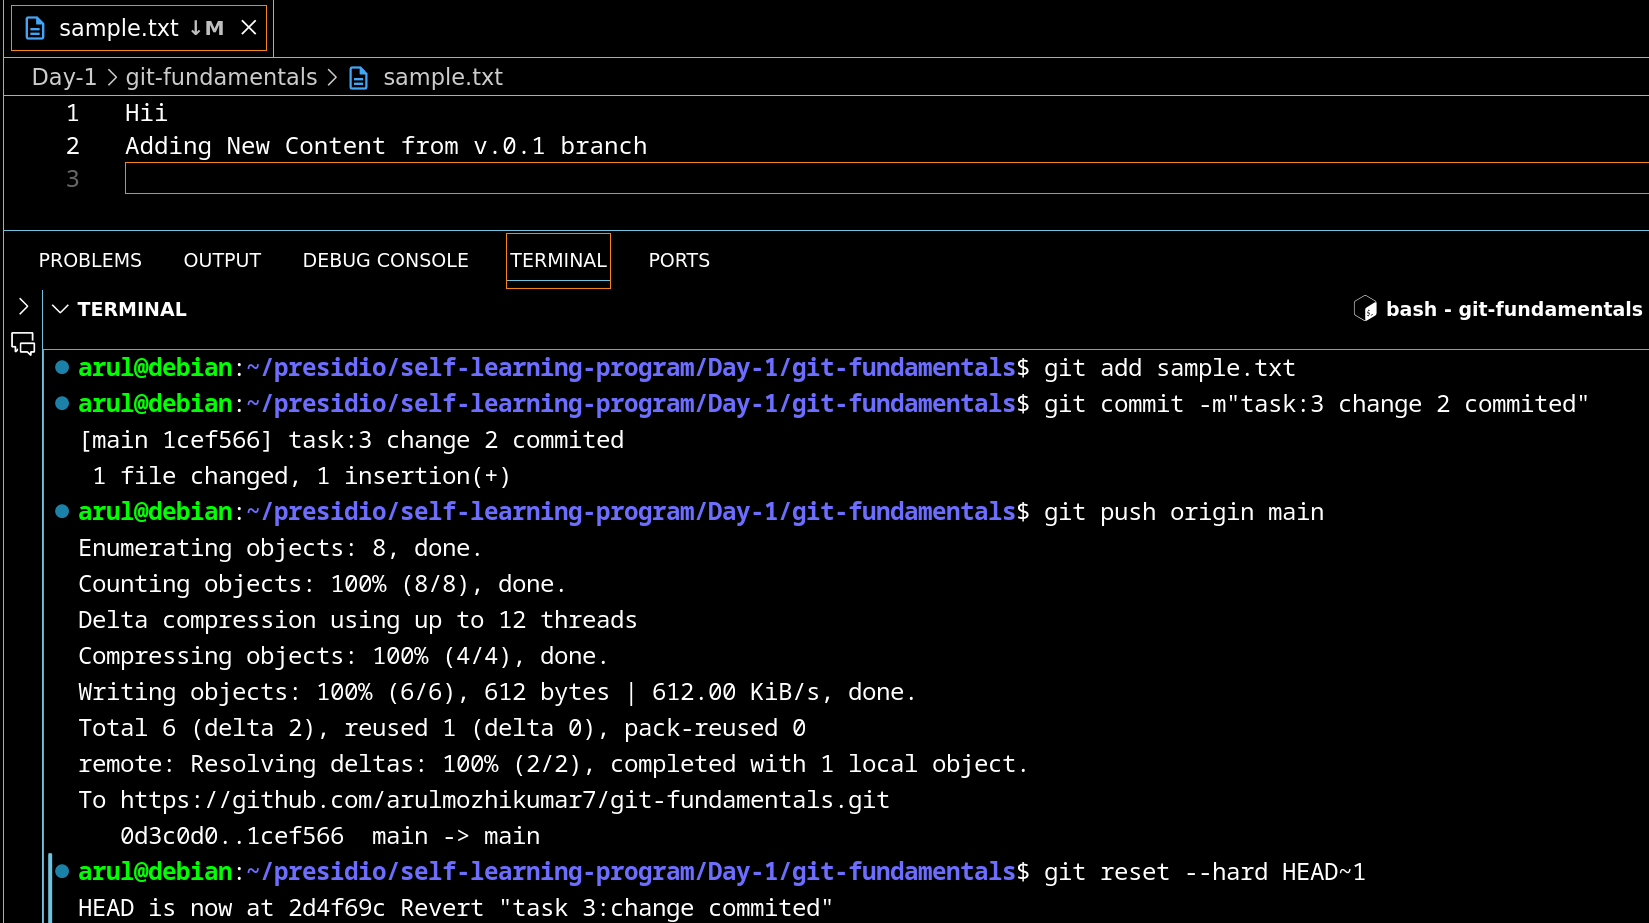 sample.txt ↓M
Day-1 > git-fundamentals > sample.txt
1 Hii
2 Adding New Content from v.0.1 branch
3
PROBLEMS OUTPUT DEBUG CONSOLE TERMINAL PORTS
TERMINAL bash - git-fundamentals
arul@debian:~/presidio/self-learning-program/Day-1/git-fundamentals$ git add sample.txt
arul@debian:~/presidio/self-learning-program/Day-1/git-fundamentals$ git commit -m"task:3 change 2 commited"
[main 1cef566] task:3 change 2 commited
1 file changed, 1 insertion(+)
arul@debian:~/presidio/self-learning-program/Day-1/git-fundamentals$ git push origin main
Enumerating objects: 8, done.
Counting objects: 100% (8/8), done.
Delta compression using up to 12 threads
Compressing objects: 100% (4/4), done.
Writing objects: 100% (6/6), 612 bytes | 612.00 KiB/s, done.
Total 6 (delta 2), reused 1 (delta 0), pack-reused 0
remote: Resolving deltas: 100% (2/2), completed with 1 local object.
To https://github.com/arulmozhikumar7/git-fundamentals.git
0d3c0d0..1cef566  main -> main
arul@debian:~/presidio/self-learning-program/Day-1/git-fundamentals$ git reset --hard HEAD~1
HEAD is now at 2d4f69c Revert "task 3:change commited"